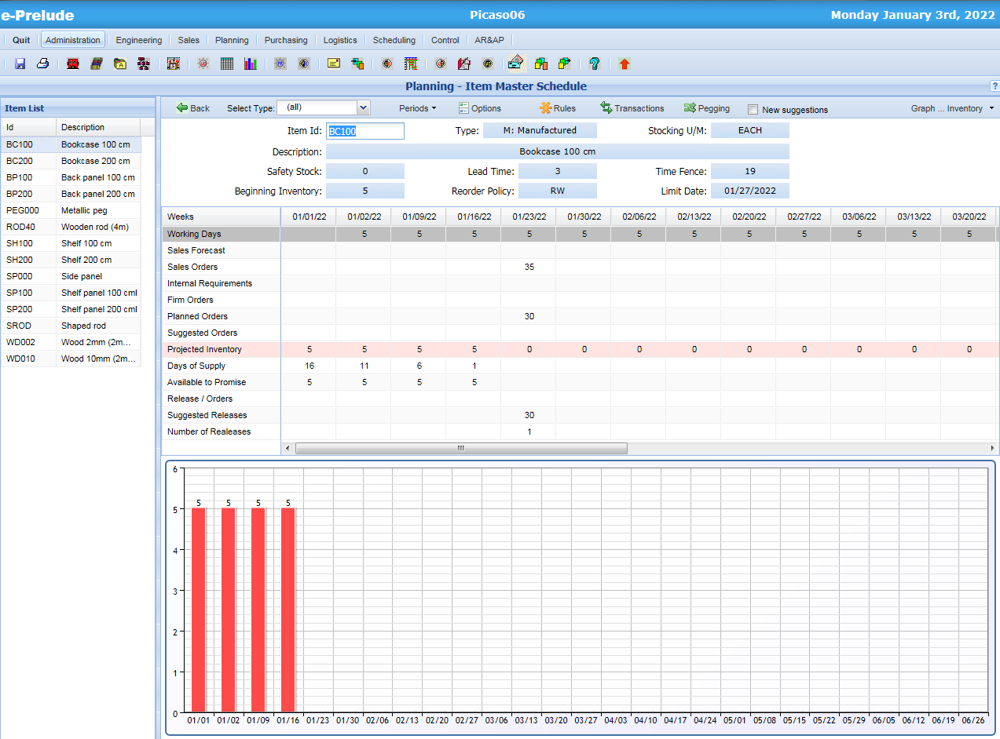 e-Prelude Picaso06 Monday January 3rd, 2022
Quit Administration Engineering Sales Planning Purchasing Logistics Scheduling Control AR&AP
Planning - Item Master Schedule ?
Item List
Id Description
BC100 Bookcase 100 cm
BC200 Bookcase 200 cm
BP100 Back panel 100 cm
BP200 Back panel 200 cm
PEG000 Metallic peg
ROD40 Wooden rod (4m)
SH100 Shelf 100 cm
SH200 Shelf 200 cm
SP000 Side panel
SP100 Shelf panel 100 cml
SP200 Shelf panel 200 cml
SROD Shaped rod
WD002 Wood 2mm (2m...
WD010 Wood 10mm (2m...
Back Select Type: (all) Periods Options Rules Transactions Pegging New suggestions Graph ... Inventory
Item Id: BC100 Type: M: Manufactured Stocking U/M: EACH
Description: Bookcase 100 cm
Safety Stock: 0 Lead Time: 3 Time Fence: 19
Beginning Inventory: 5 Reorder Policy: RW Limit Date: 01/27/2022
Weeks 01/01/22 01/02/22 01/09/22 01/16/22 01/23/22 01/30/22 02/06/22 02/13/22 02/20/22 02/27/22 03/06/22 03/13/22 03/20/22
Working Days 5 5 5 5 5 5 5 5 5 5 5 5
Sales Forecast
Sales Orders 35
Internal Requirements
Firm Orders
Planned Orders 30
Suggested Orders
Projected Inventory 5 5 5 5 0 0 0 0 0 0 0 0 0
Days of Supply 16 11 6 1
Available to Promise 5 5 5 5
Release / Orders
Suggested Releases 30
Number of Realeases 1
6
5
4
3
2
1
0
5 5 5 5
01/01 01/02 01/09 01/16 01/23 01/30 02/06 02/13 02/20 02/27 03/06 03/13 03/20 03/27 04/03 04/10 04/17 04/24 05/01 05/08 05/15 05/22 05/29 06/05 06/12 06/19 06/26